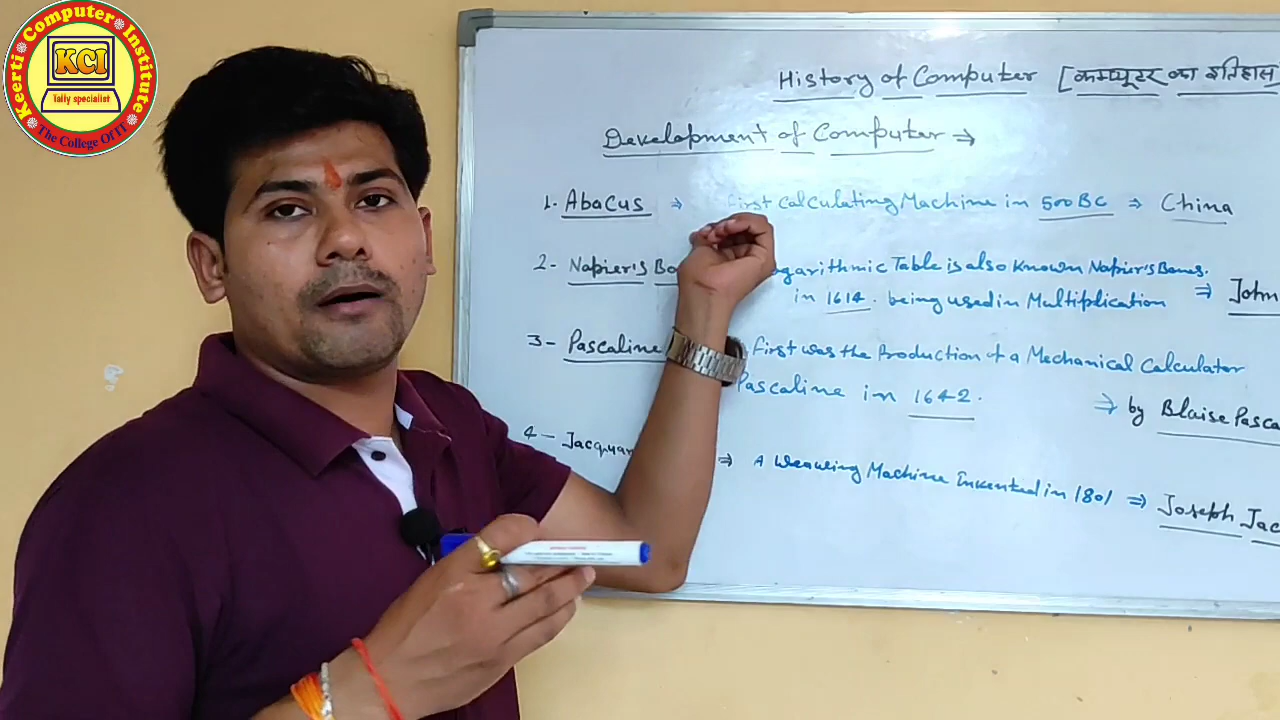 Keerti Computer Institute
KCI
Tally specialist
The College Of IT
History of Computer [कम्प्यूटर का इतिहास
Development of Computer →
1. Abacus ⇒ First Calculating Machine in 500 BC ⇒ China
2- Napier's Bo ogarithmic Table is also Known Napier's Bones.
in 1614. being used in Multiplication ⇒ John
3- Pascaline First was the Production of a Mechanical Calculator
Pascaline in 1642. ⇒ by Blaise Pasca
4- Jacquar ⇒ A Weaving Machine Invented in 1801 ⇒ Joseph Jac